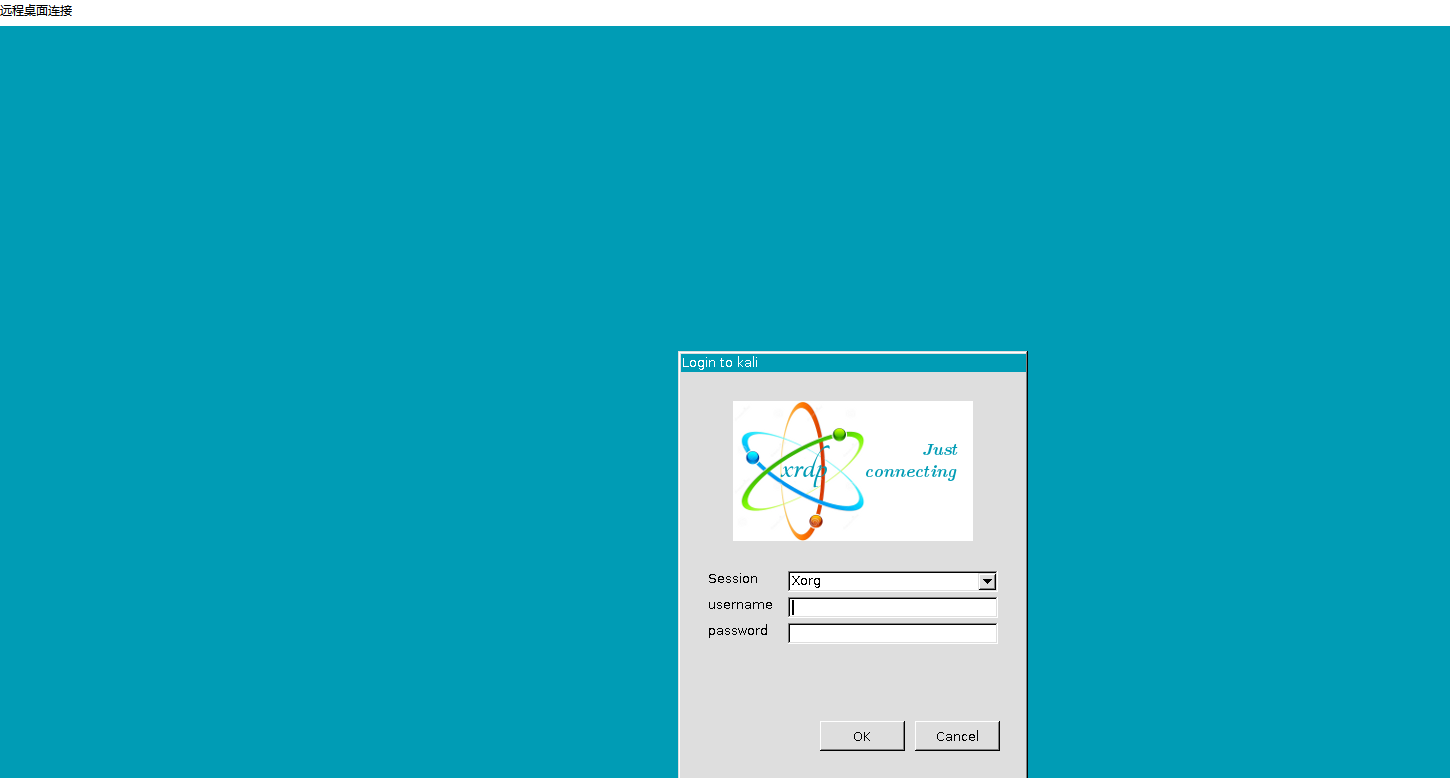 远程桌面连接
Login to kali
xrdp
Just
connecting
Session
Xorg
username
password
OK
Cancel